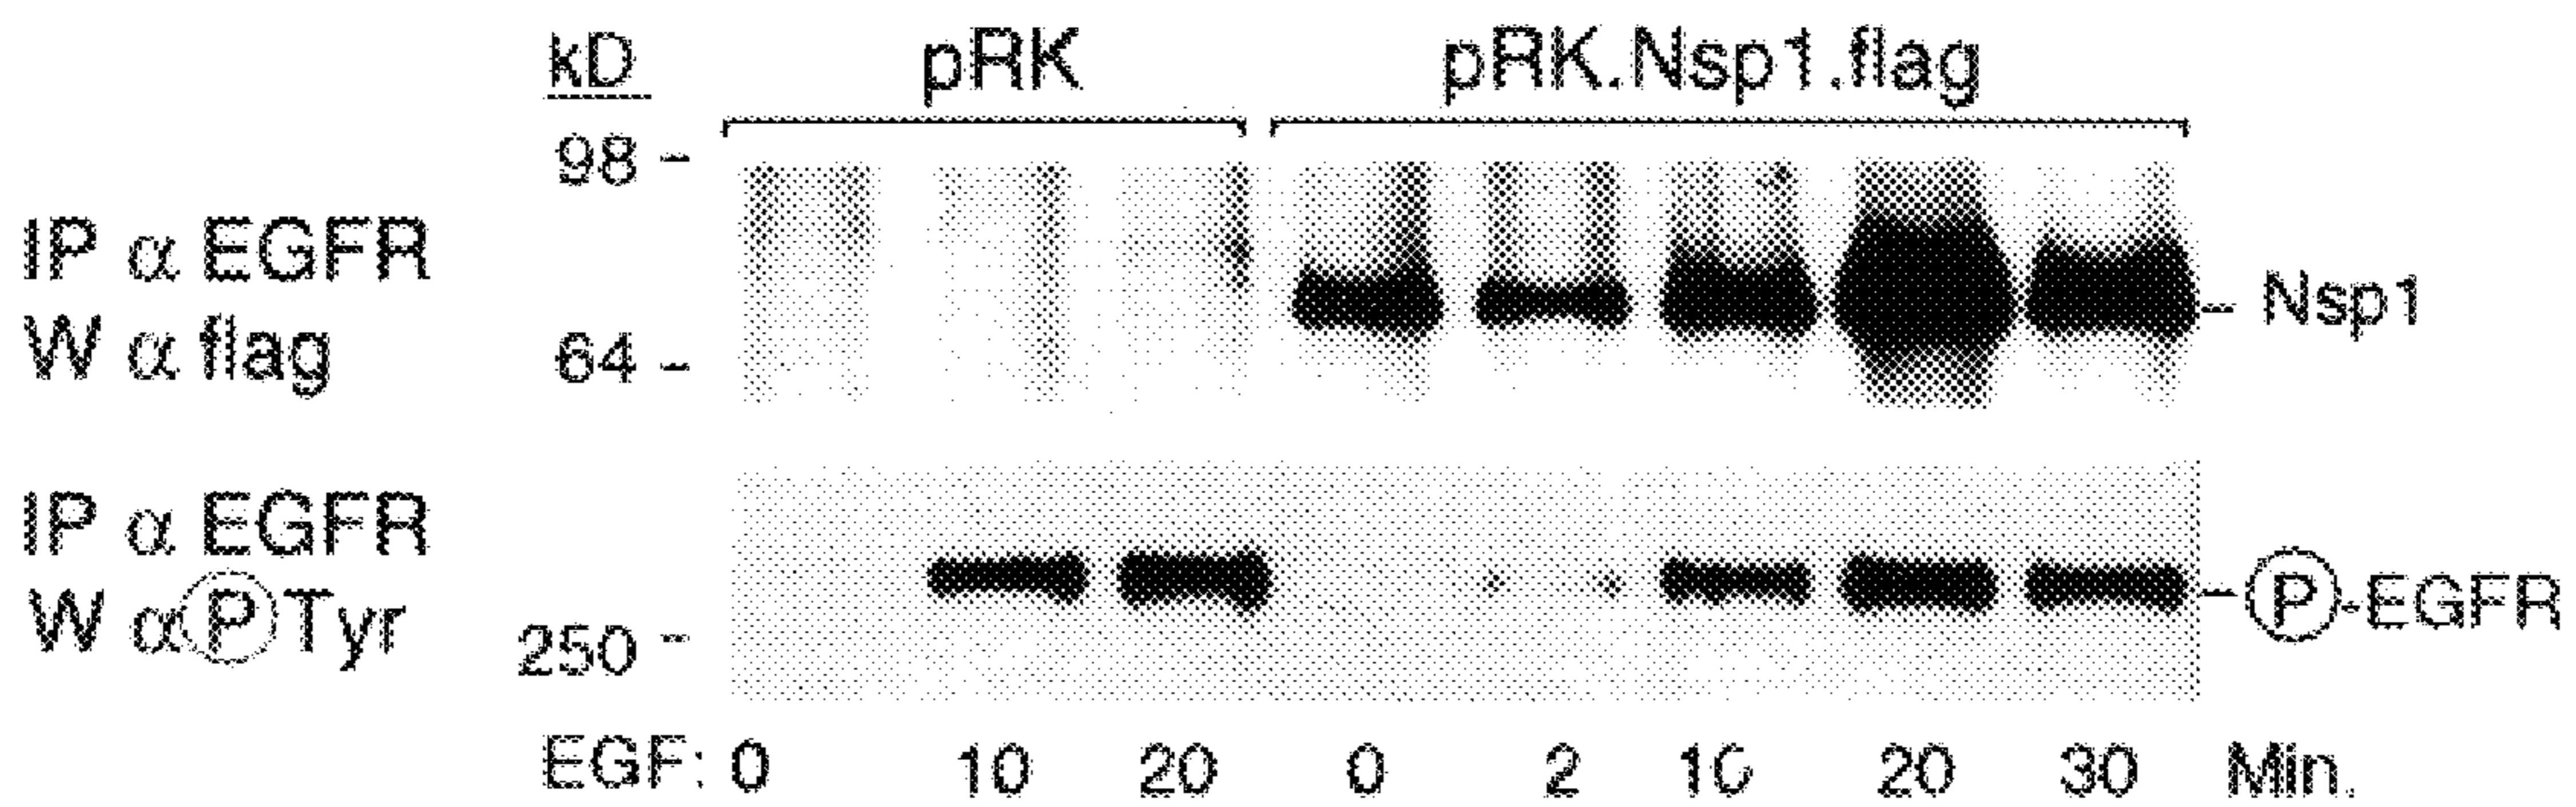 kD pRK pRK.Nsp1.flag
98 -
IP α EGFR
W α flag
64 -
- Nsp1
IP α EGFR
W α Ⓟ Tyr
250 -
- Ⓟ-EGFR
EGF: 0 10 20 0 2 10 20 30 Min.